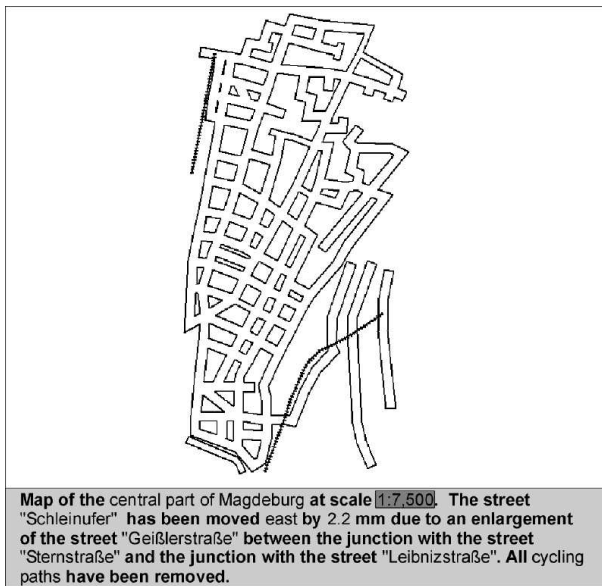 Map of the central part of Magdeburg at scale 1:7,500. The street
"Schleinufer" has been moved east by 2.2 mm due to an enlargement
of the street "Geißlerstraße" between the junction with the street
"Sternstraße" and the junction with the street "Leibnizstraße". All cycling
paths have been removed.